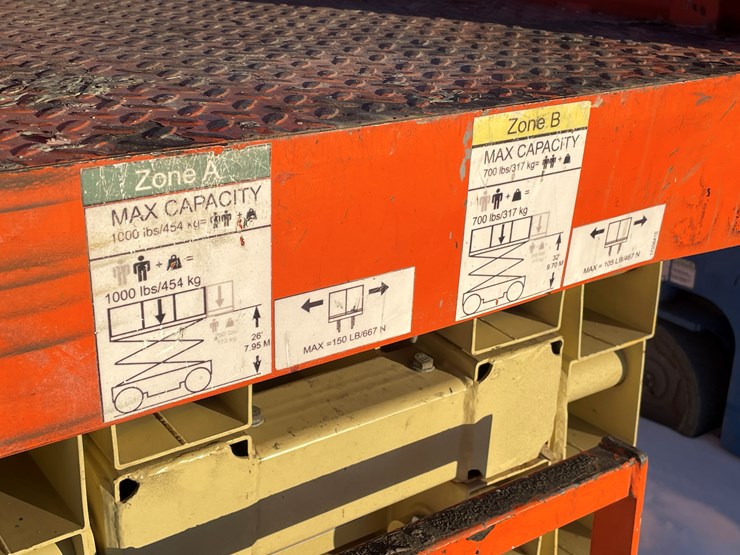 Zone A
MAX CAPACITY
1000 lbs/454 kg=
+
+ =
1000 lbs/454 kg
26'
7.95 M
MAX =150 LB/667 N
Zone B
MAX CAPACITY
700 lbs/317 kg= +
+ =
700 lbs/317 kg
32'
9.70 M
MAX = 105 LB/467 N